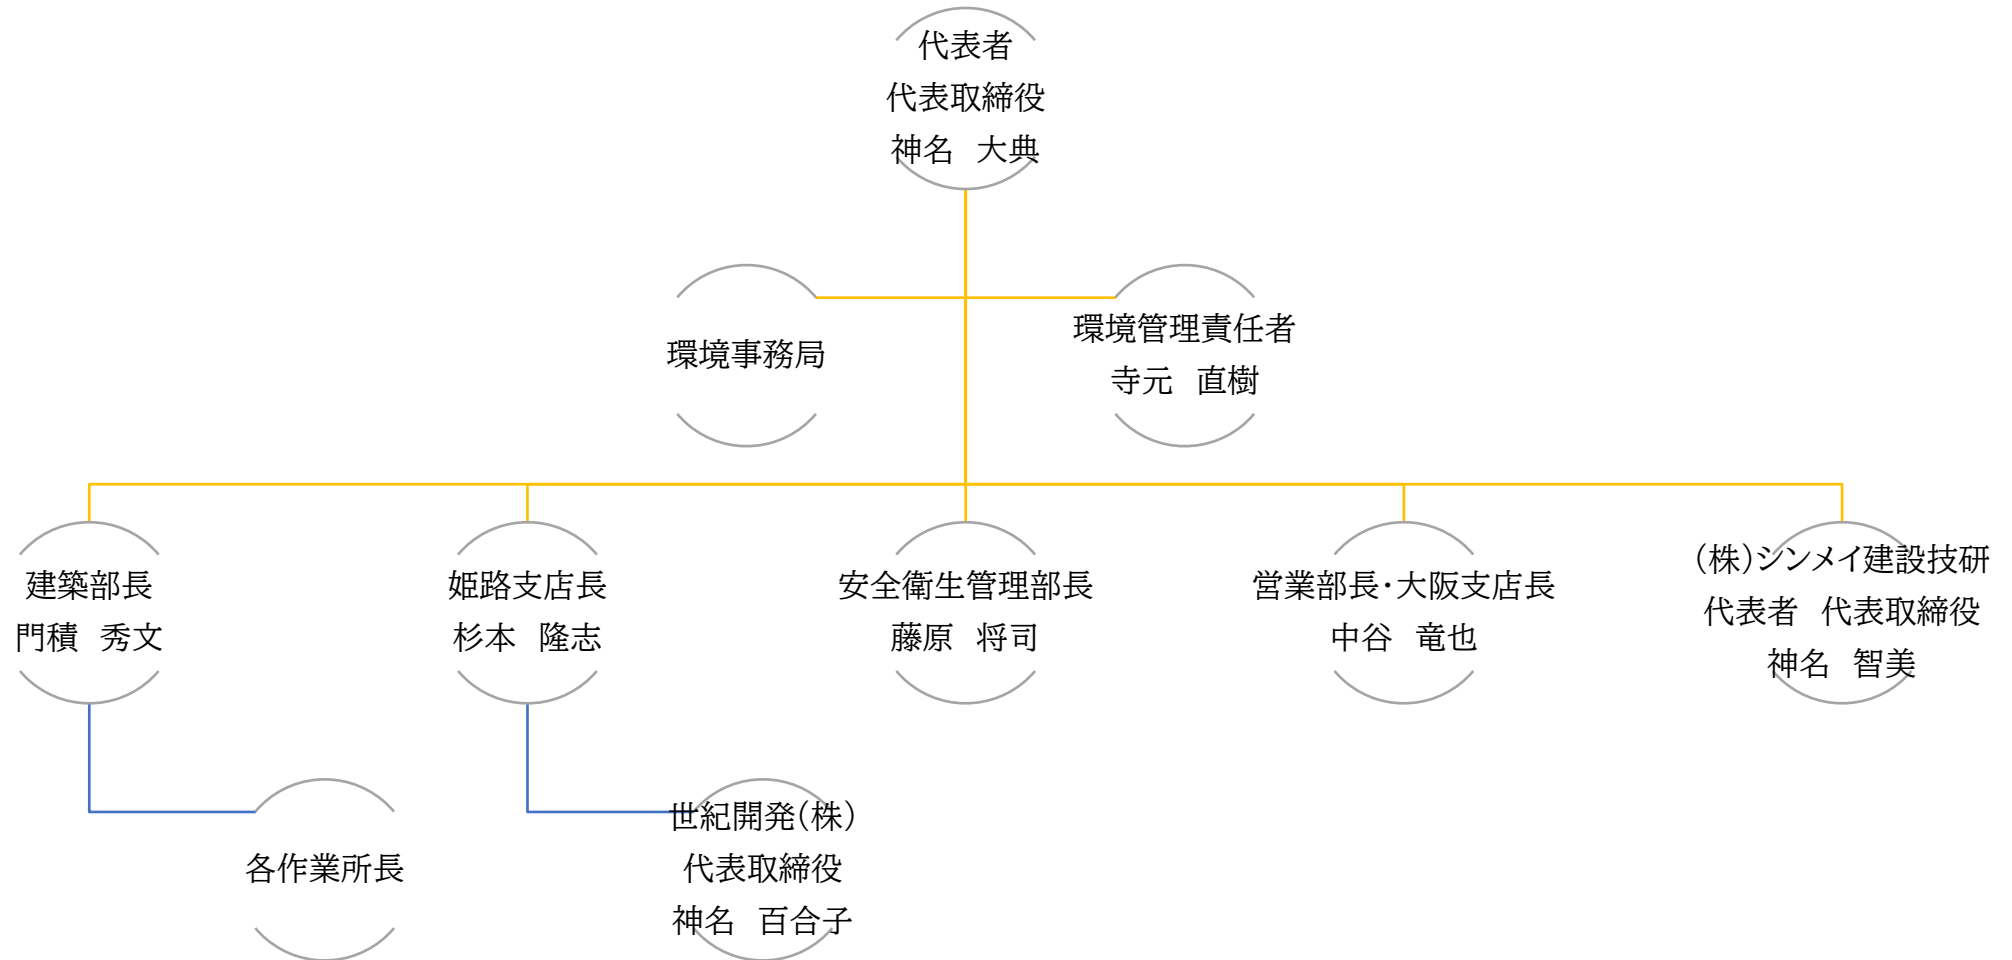 代表者
代表取締役
神名　大典
環境事務局
環境管理責任者
寺元　直樹
建築部長
門積　秀文
姫路支店長
杉本　隆志
安全衛生管理部長
藤原　将司
営業部長・大阪支店長
中谷　竜也
（株）シンメイ建設技研
代表者　代表取締役
神名　智美
各作業所長
世紀開発（株）
代表取締役
神名　百合子